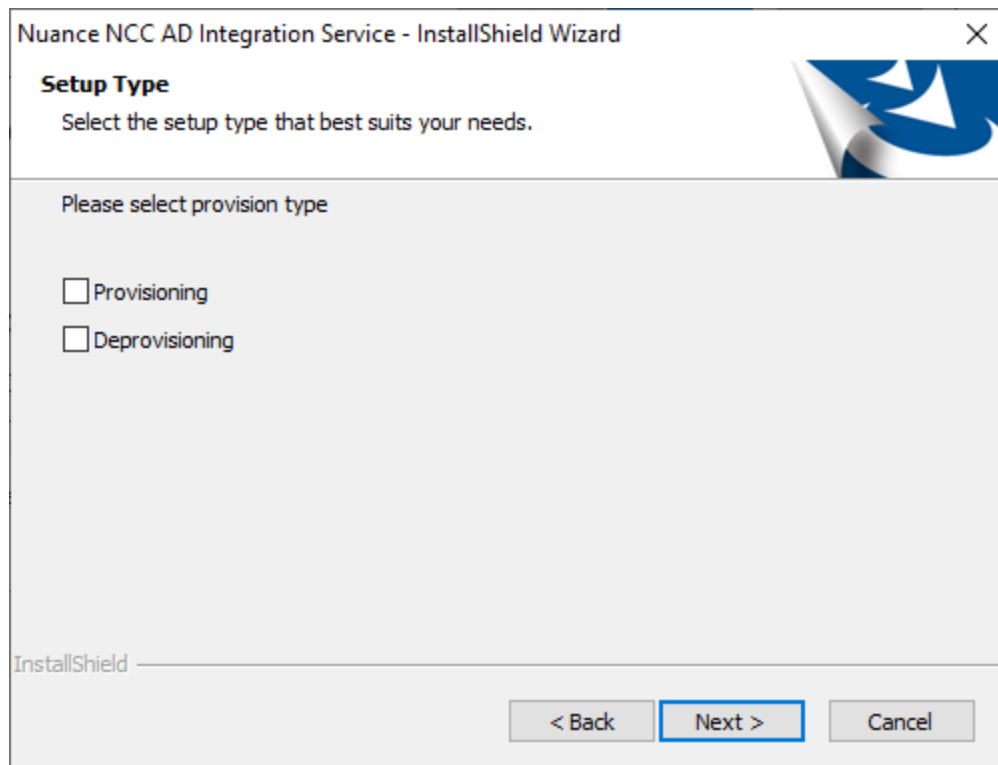 Nuance NCC AD Integration Service - InstallShield Wizard
Setup Type
Select the setup type that best suits your needs.
Please select provision type
Provisioning
Deprovisioning
InstallShield
< Back Next > Cancel